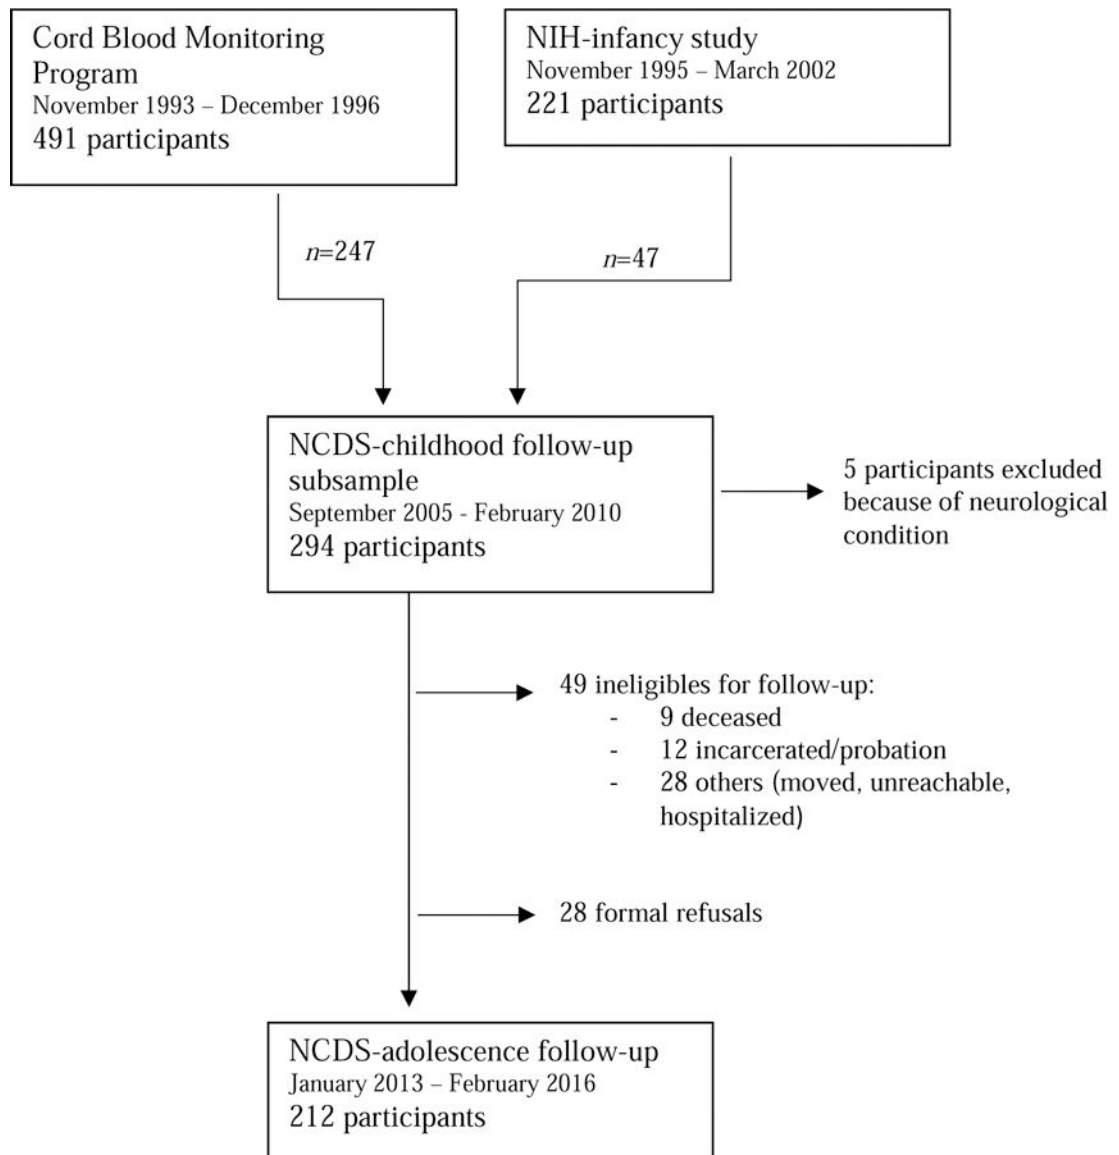 Cord Blood Monitoring
Program
November 1993 – December 1996
491 participants
NIH-infancy study
November 1995 – March 2002
221 participants
n=247
n=47
NCDS-childhood follow-up
subsample
September 2005 - February 2010
294 participants
5 participants excluded
because of neurological
condition
49 ineligibles for follow-up:
- 9 deceased
- 12 incarcerated/probation
- 28 others (moved, unreachable,
hospitalized)
28 formal refusals
NCDS-adolescence follow-up
January 2013 – February 2016
212 participants